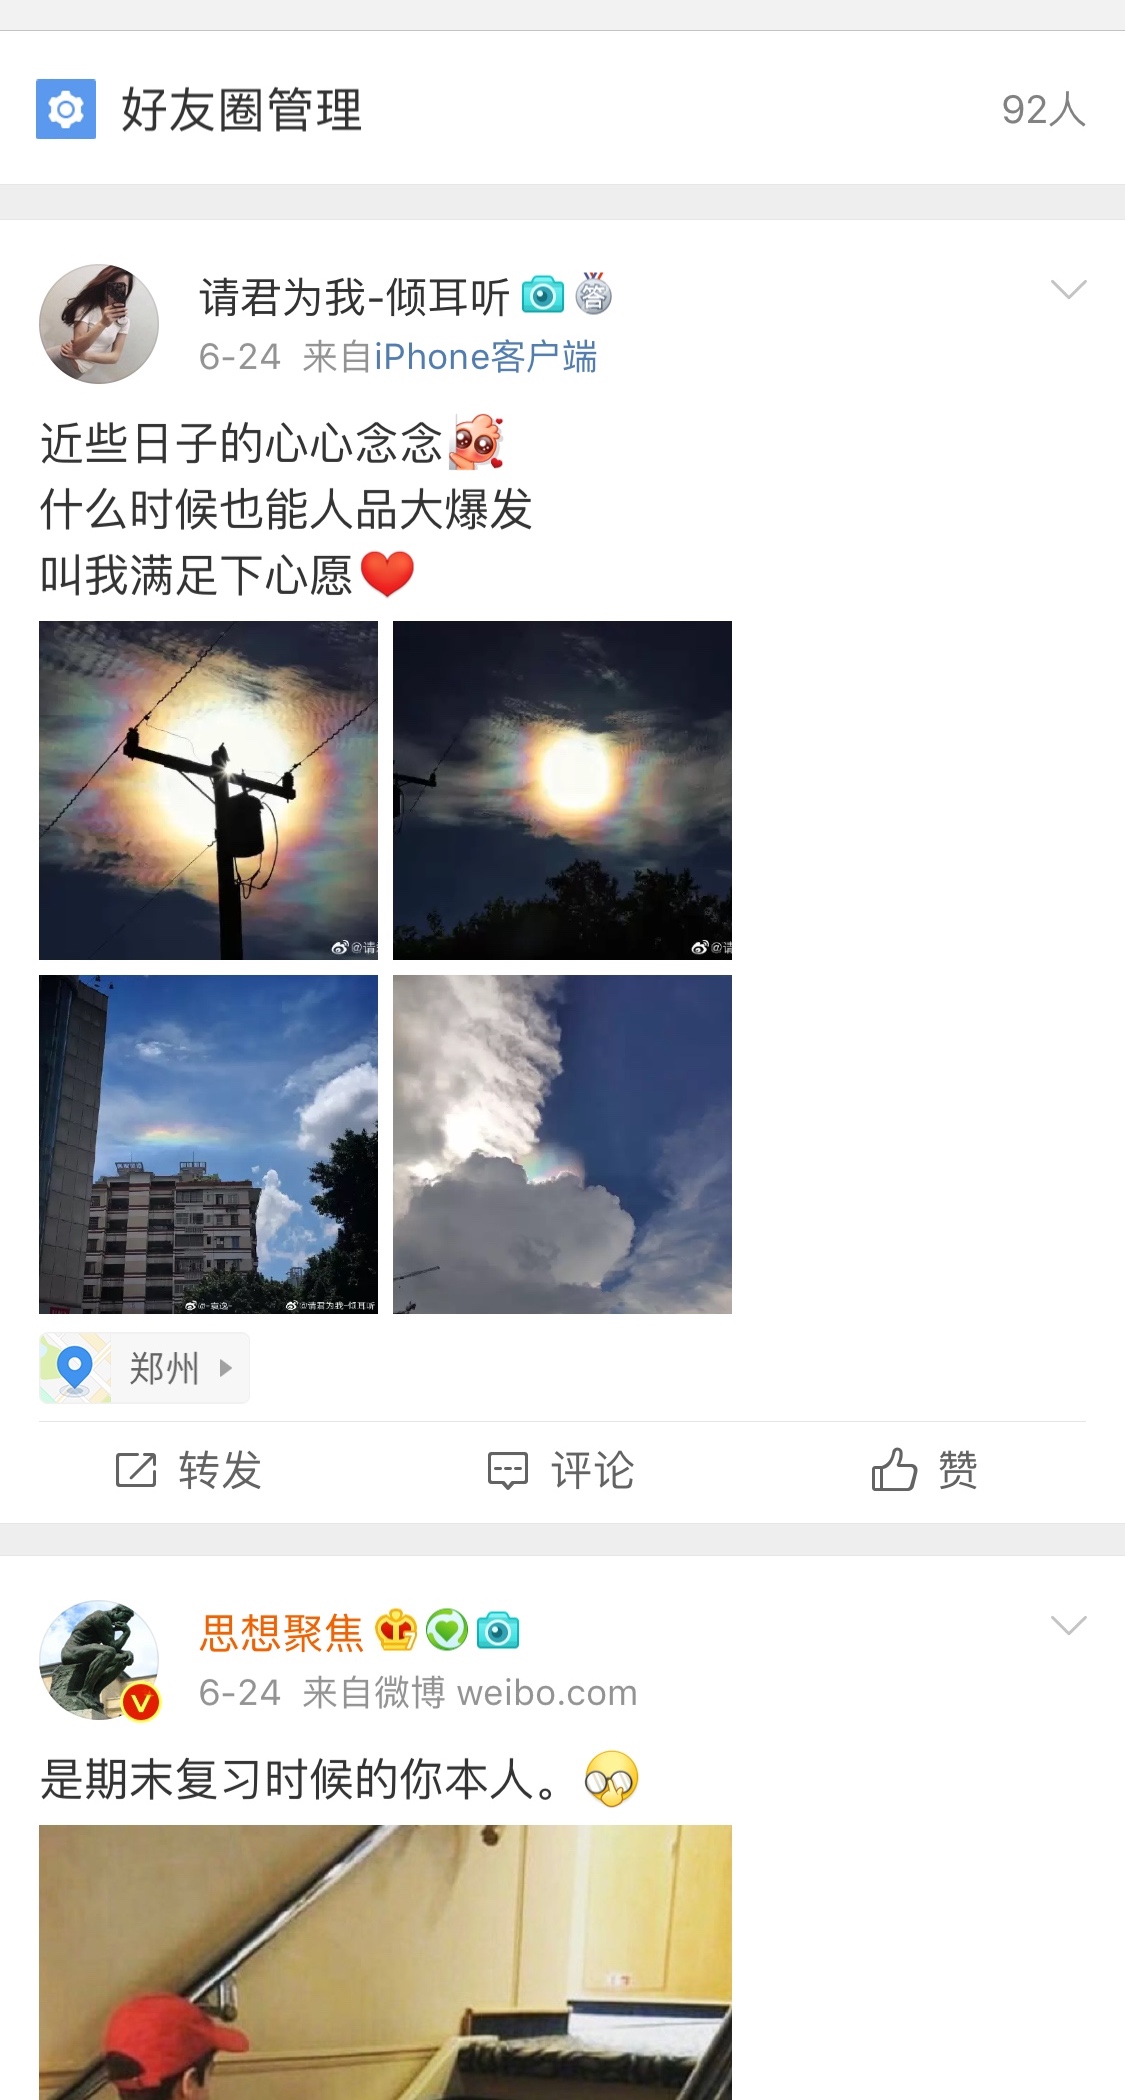 好友圈管理
92人
请君为我-倾耳听
答
6-24 来自iPhone客户端
近些日子的心心念念
什么时候也能人品大爆发
叫我满足下心愿
@请
@请
@请君为我-倾耳听
郑州
转发
评论
赞
思想聚焦
V
6-24 来自微博 weibo.com
是期末复习时候的你本人。